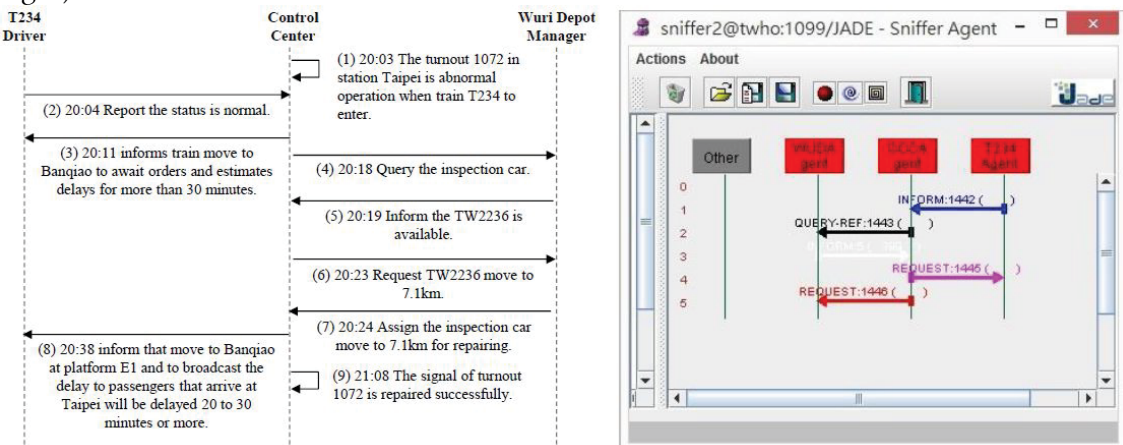 T234
Driver
Control
Center
Wuri Depot
Manager
(1) 20:03 The turnout 1072 in
station Taipei is abnormal
operation when train T234 to
enter.
(2) 20:04 Report the status is normal.
(3) 20:11 informs train move to
Banqiao to await orders and estimates
delays for more than 30 minutes.
(4) 20:18 Query the inspection car.
(5) 20:19 Inform the TW2236 is
available.
(6) 20:23 Request TW2236 move to
7.1km.
(7) 20:24 Assign the inspection car
move to 7.1km for repairing.
(8) 20:38 inform that move to Banqiao
at platform E1 and to broadcast the
delay to passengers that arrive at
Taipei will be delayed 20 to 30
minutes or more.
(9) 21:08 The signal of turnout
1072 is repaired successfully.
sniffer2@twho:1099/JADE - Sniffer Agent
Actions About
Jade
Other
gent
gent
T234
Agent
0
1
2
3
4
5
INFORM:1442 ( )
QUERY-REF:1443 ( )
REQUEST:1445 ( )
REQUEST:1446 ( )